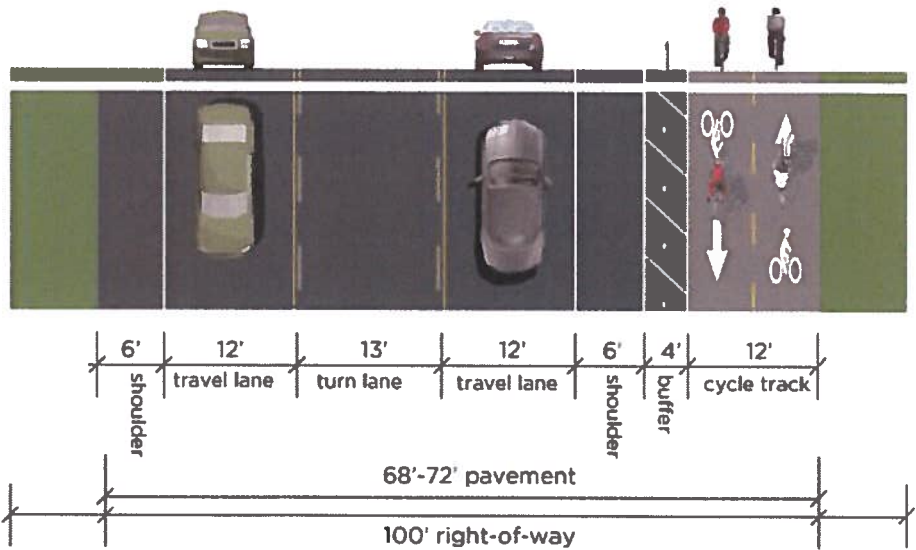 6' 12' 13' 12' 6' 4' 12'
shoulder travel lane turn lane travel lane shoulder buffer cycle track
68'-72' pavement
100' right-of-way